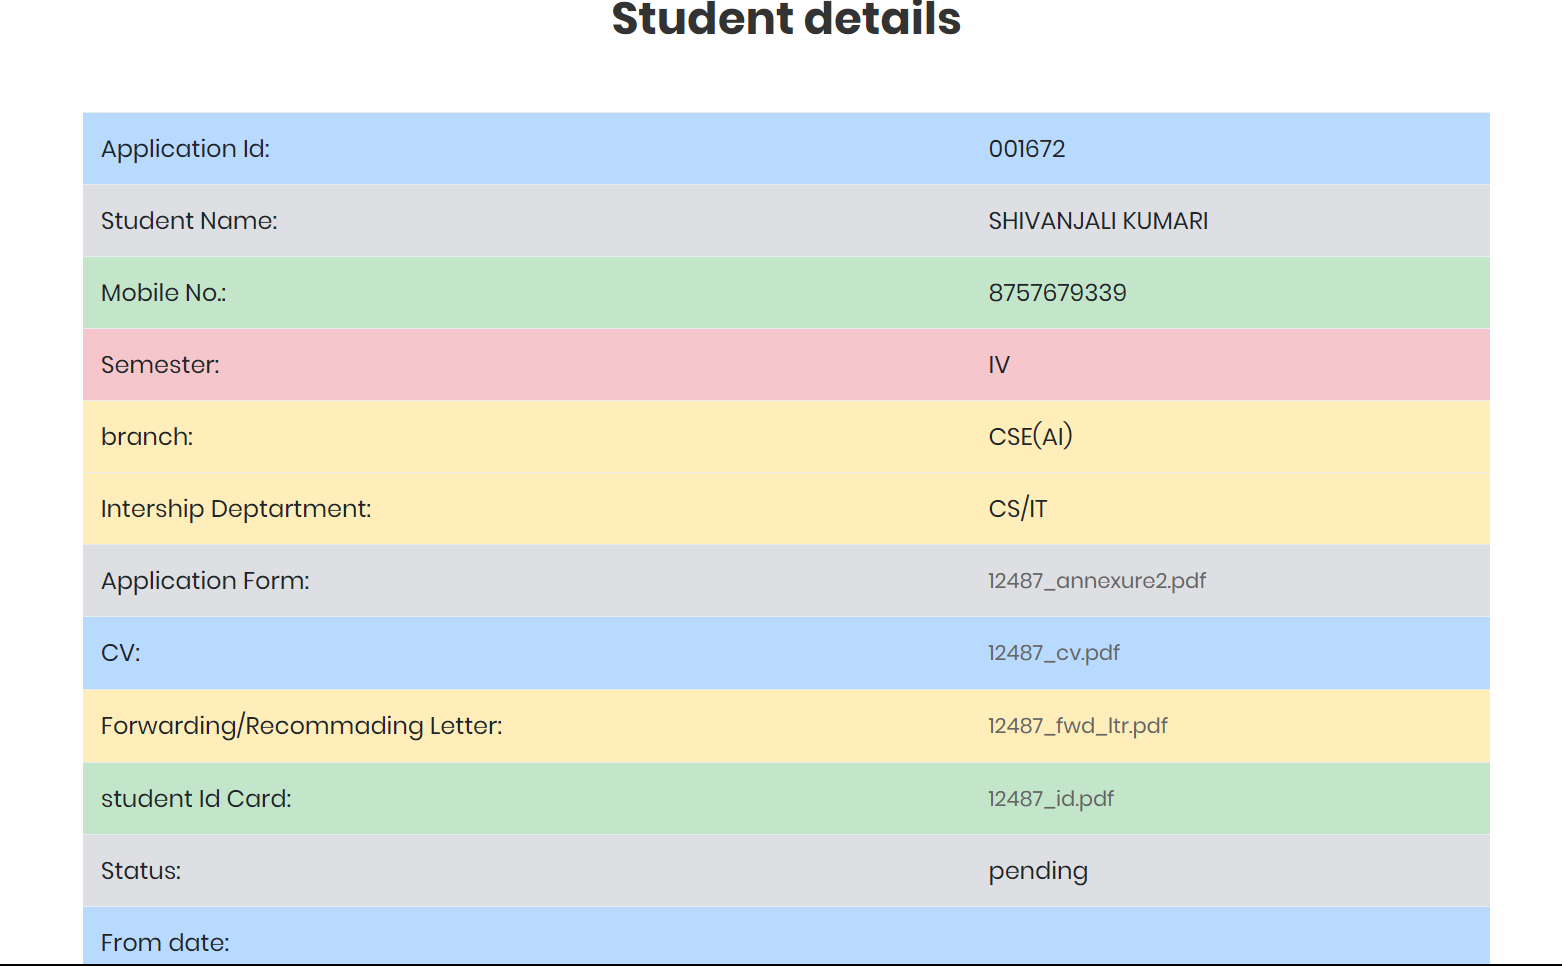 Student details
Application Id: 001672
Student Name: SHIVANJALI KUMARI
Mobile No.: 8757679339
Semester: IV
branch: CSE(AI)
Intership Deptartment: CS/IT
Application Form: 12487_annexure2.pdf
CV: 12487_cv.pdf
Forwarding/Recommading Letter: 12487_fwd_ltr.pdf
student Id Card: 12487_id.pdf
Status: pending
From date: